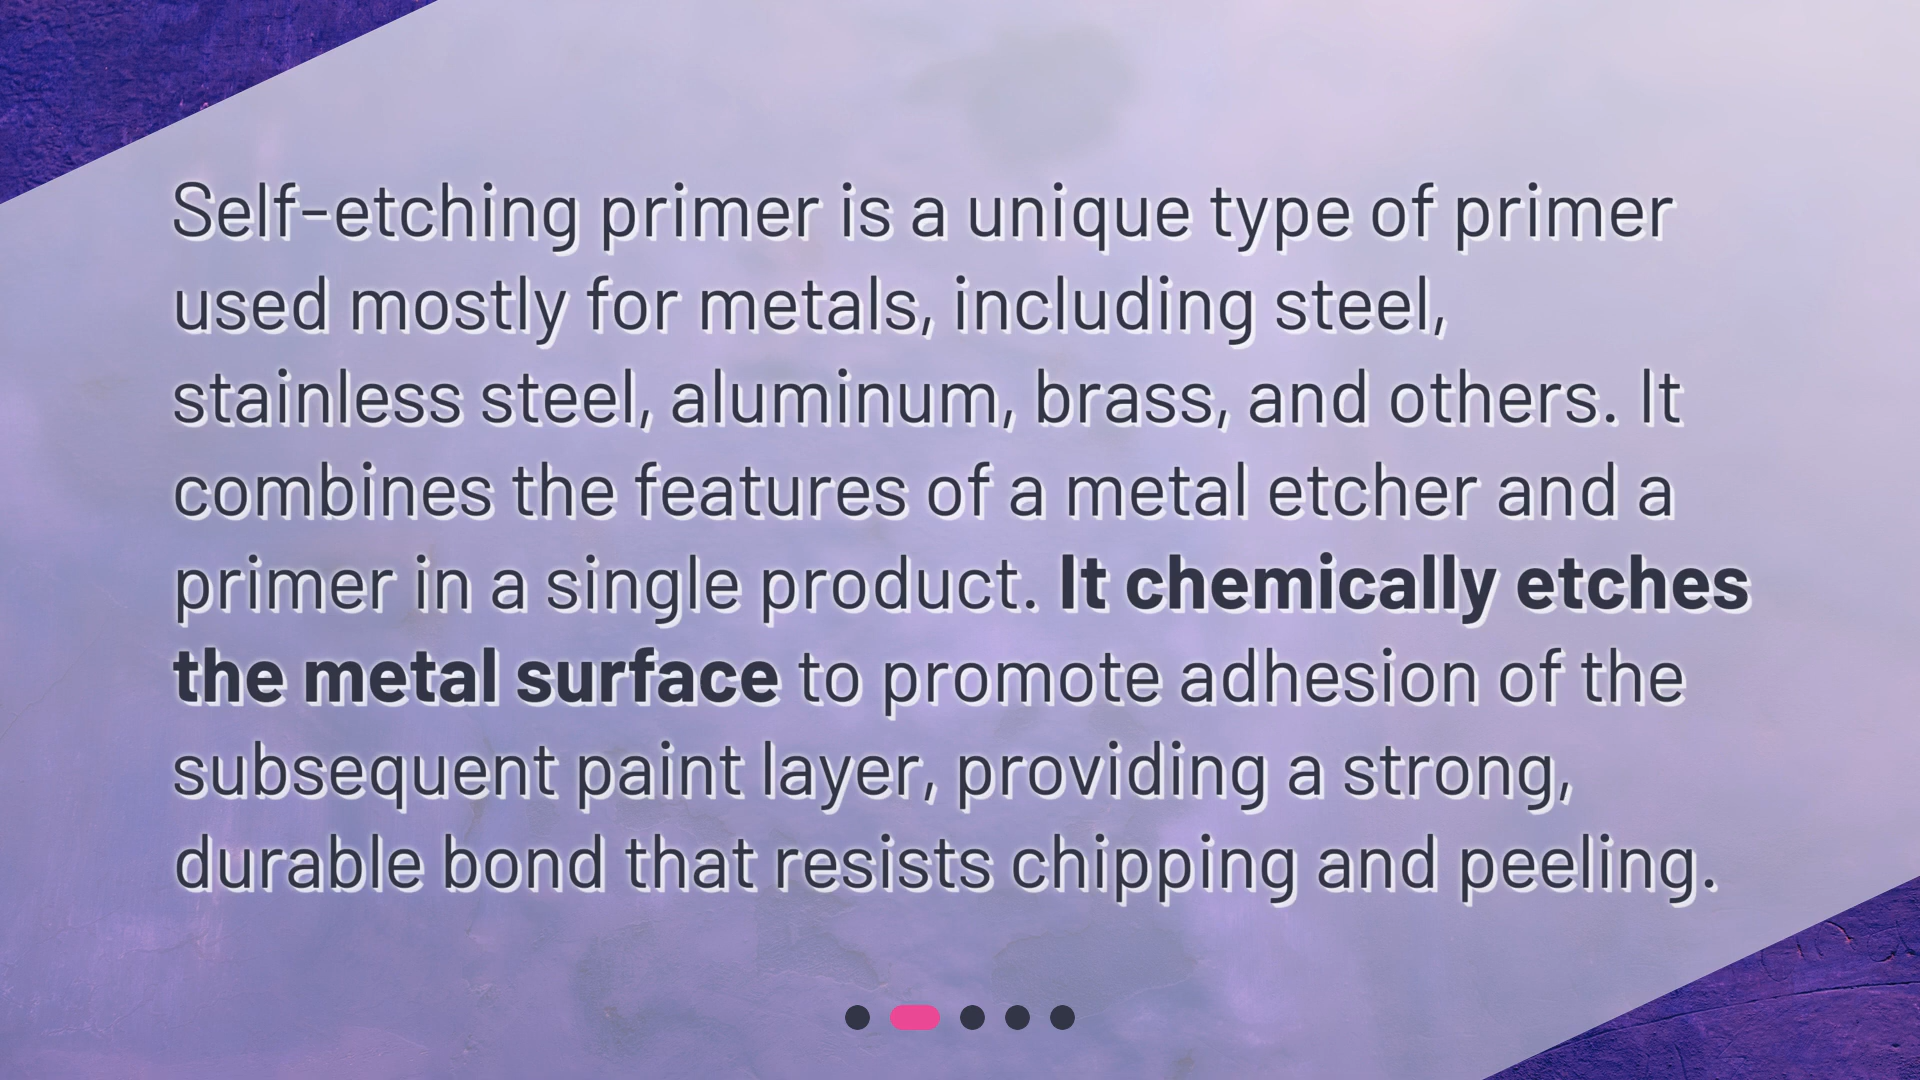 Self-etching primer is a unique type of primer
used mostly for metals, including steel,
stainless steel, aluminum, brass, and others. It
combines the features of a metal etcher and a
primer in a single product. It chemically etches
the metal surface to promote adhesion of the
subsequent paint layer, providing a strong,
durable bond that resists chipping and peeling.